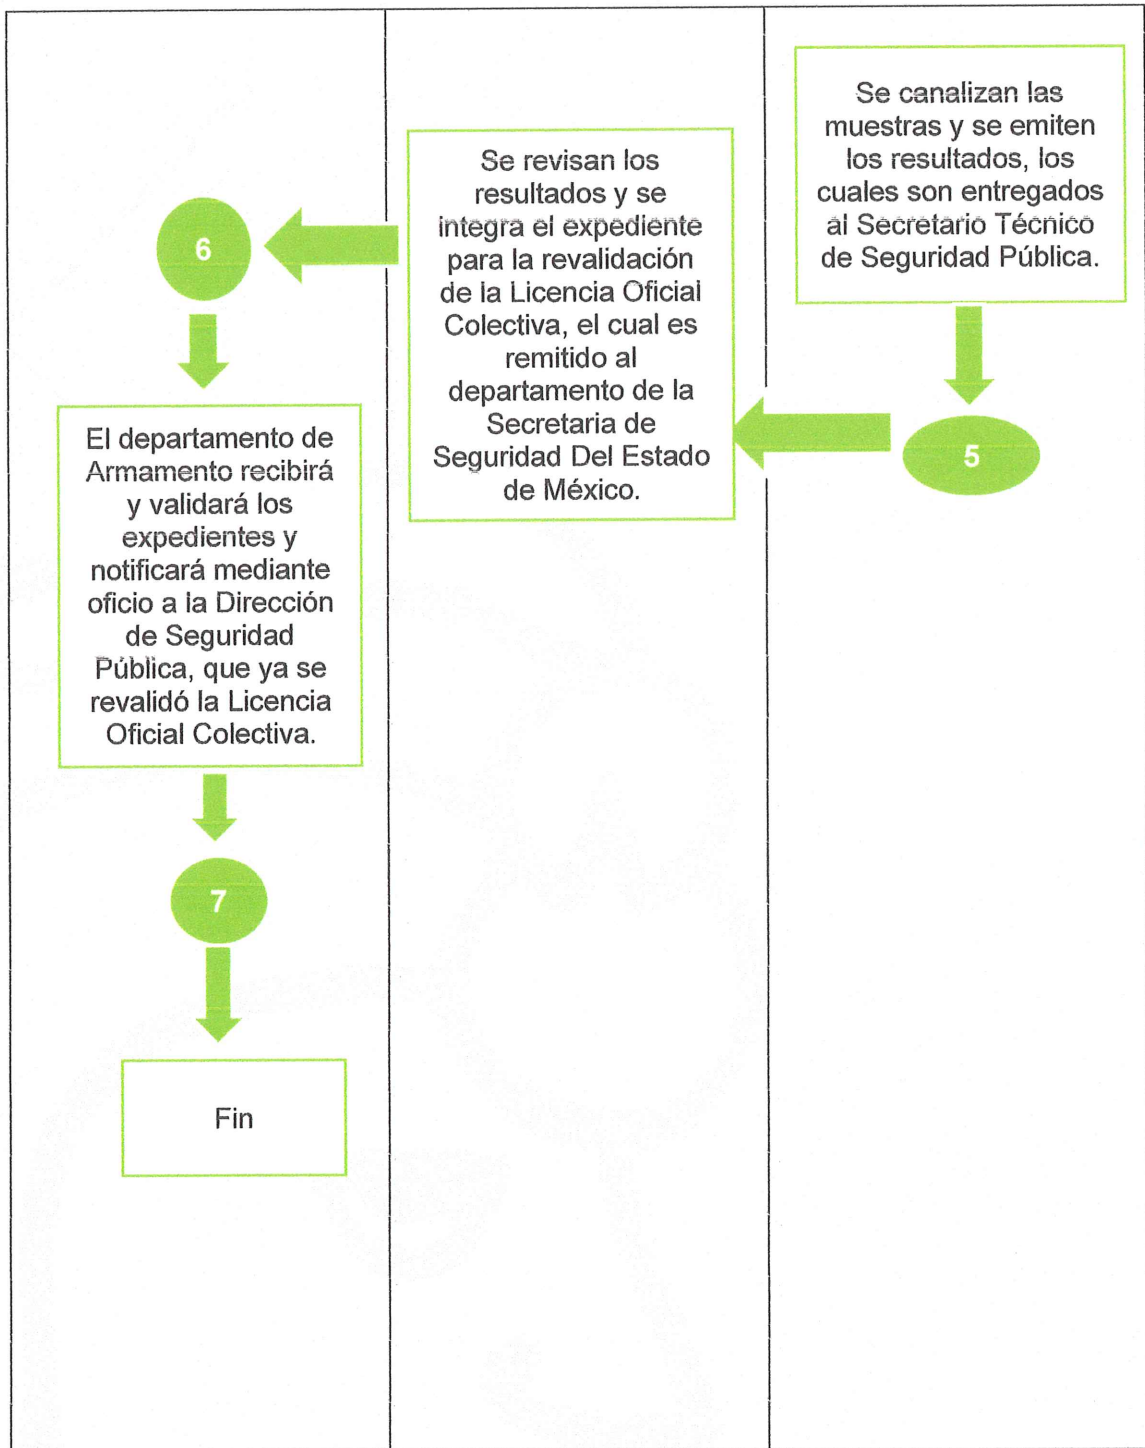 Se canalizan las
muestras y se emiten
los resultados, los
cuales son entregados
al Secretario Técnico
de Seguridad Pública.
5
Se revisan los
resultados y se
integra el expediente
para la revalidación
de la Licencia Oficial
Colectiva, el cual es
remitido al
departamento de la
Secretaria de
Seguridad Del Estado
de México.
6
El departamento de
Armamento recibirá
y validará los
expedientes y
notificará mediante
oficio a la Dirección
de Seguridad
Pública, que ya se
revalidó la Licencia
Oficial Colectiva.
7
Fin